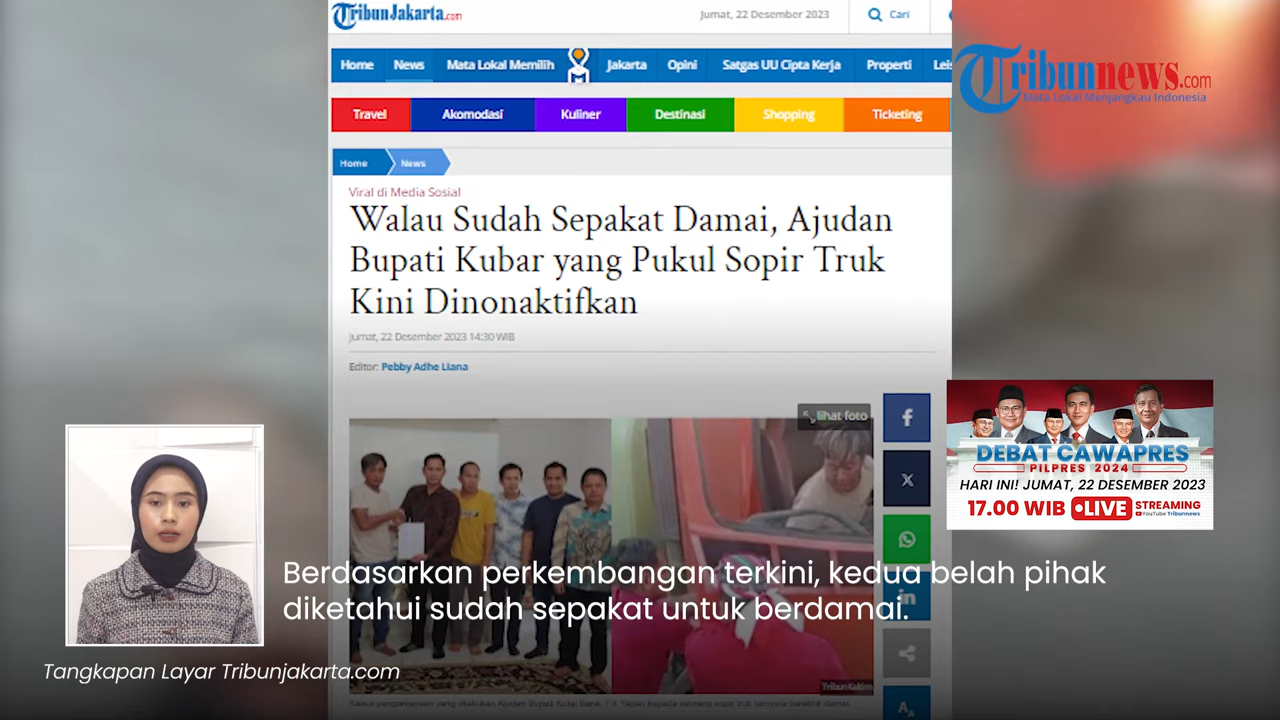 TribunJakarta.com
Jumat, 22 Desember 2023
Cari
Home News Mata Lokal Memilih Jakarta Opini Satgas UU Cipta Kerja Properti Leis
Tribunnews.com
Mata Lokal Menjangkau Indonesia
Travel Akomodasi Kuliner Destinasi Shopping Ticketing
Home News
Viral di Media Sosial
Walau Sudah Sepakat Damai, Ajudan
Bupati Kubar yang Pukul Sopir Truk
Kini Dinonaktifkan
Jumat, 22 Desember 2023 14:30 WIB
Editor: Pebby Adhe Liana
lihat foto
DEBAT CAWAPRES
PILPRES 2024
HARI INI! JUMAT, 22 DESEMBER 2023
17.00 WIB LIVE STREAMING
YouTube Tribunnews
Berdasarkan perkembangan terkini, kedua belah pihak
diketahui sudah sepakat untuk berdamai.
Tangkapan Layar Tribunjakarta.com
TribunKaltim